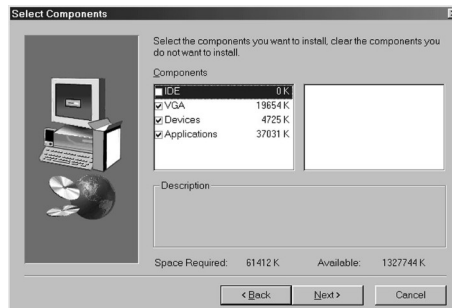 Select Components
Select the components you want to install, clear the components you
do not want to install.
Components
IDE 0 K
VGA 19654 K
Devices 4725 K
Applications 37031 K
Description
Space Required: 61412 K Available: 1327744 K
< Back Next > Cancel